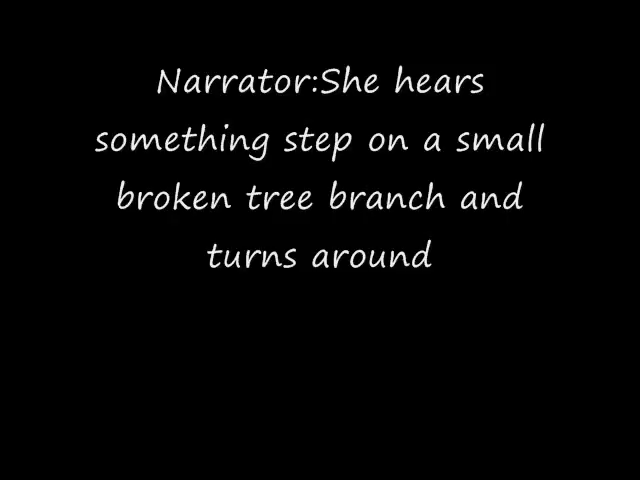 Narrator:She hears
something step on a small
broken tree branch and
turns around